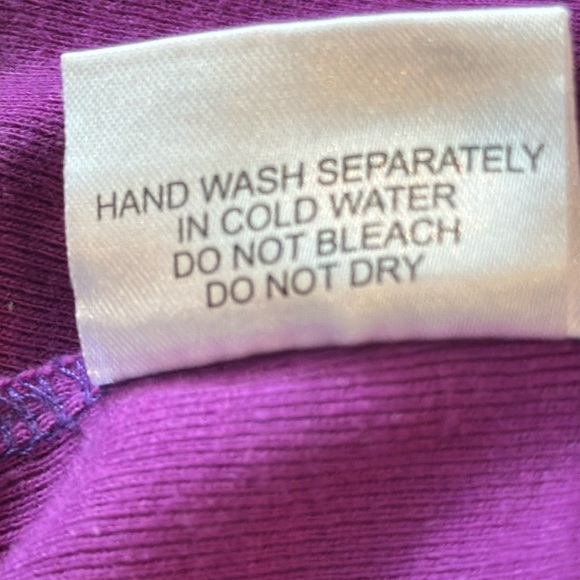 HAND WASH SEPARATELY
IN COLD WATER
DO NOT BLEACH
DO NOT DRY